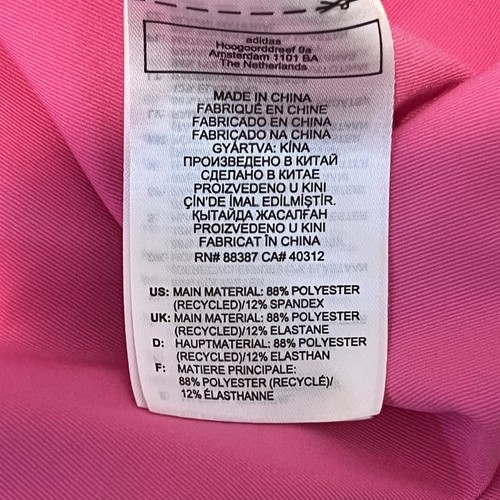 adidas
Hoogoorddreef 9a
Amsterdam 1101 BA
The Netherlands
MADE IN CHINA
FABRIQUÉ EN CHINE
FABRICADO EN CHINA
FABRICADO NA CHINA
GYÁRTVA: KÍNA
ПРОИЗВЕДЕНО В КИТАЙ
СДЕЛАНО В КИТАЕ
PROIZVEDENO U KINI
ÇİN'DE İMAL EDİLMİŞTİR.
ҚЫТАЙДА ЖАСАЛҒАН
PROIZVEDENO U KINI
FABRICAT ÎN CHINA
RN# 88387 CA# 40312
US: MAIN MATERIAL: 88% POLYESTER
(RECYCLED)/12% SPANDEX
UK: MAIN MATERIAL: 88% POLYESTER
(RECYCLED)/12% ELASTANE
D: HAUPTMATERIAL: 88% POLYESTER
(RECYCLED)/12% ELASTHAN
F: MATIERE PRINCIPALE:
88% POLYESTER (RECYCLÉ)/
12% ÉLASTHANNE